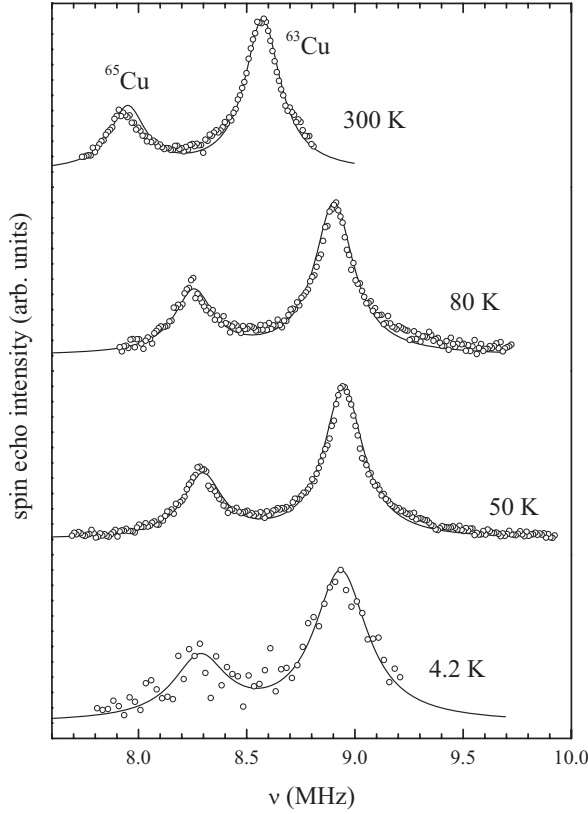 ⁶⁵Cu
⁶³Cu
300 K
80 K
50 K
4.2 K
spin echo intensity (arb. units)
8.0 8.5 9.0 9.5 10.0
ν (MHz)